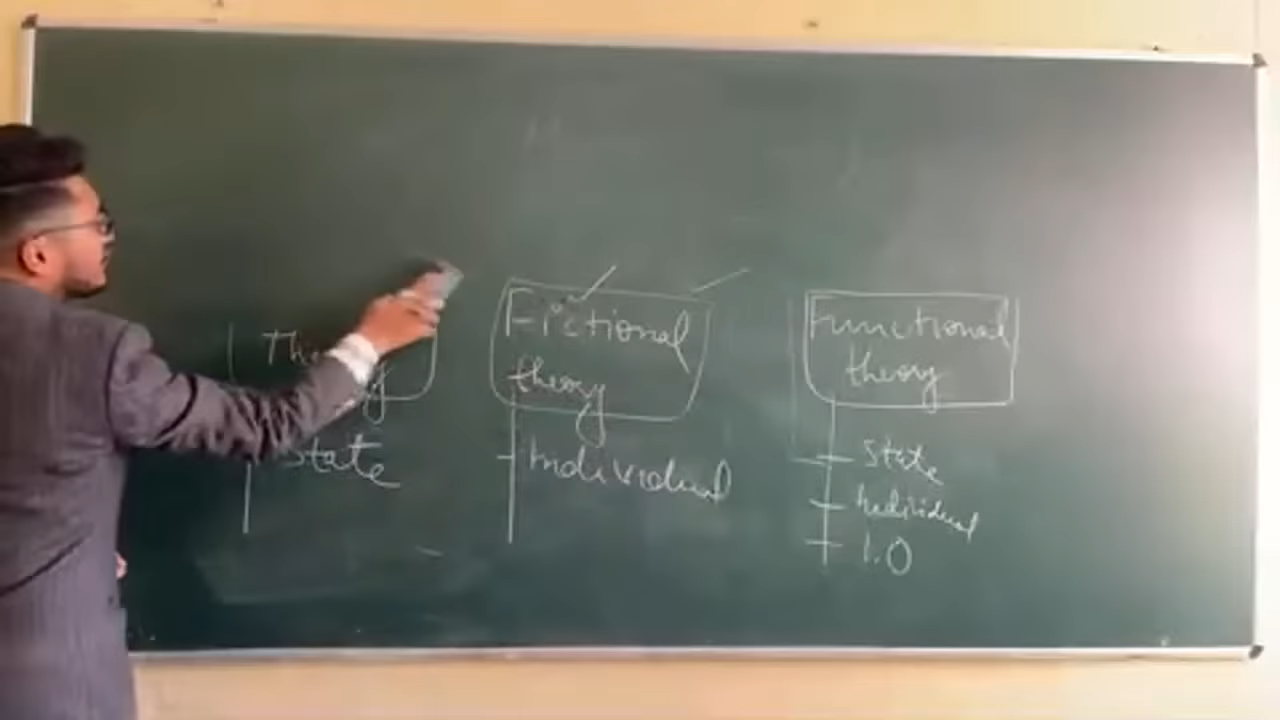 State
Fictional
theory
Individual
Functional
theory
State
Individual
I.O